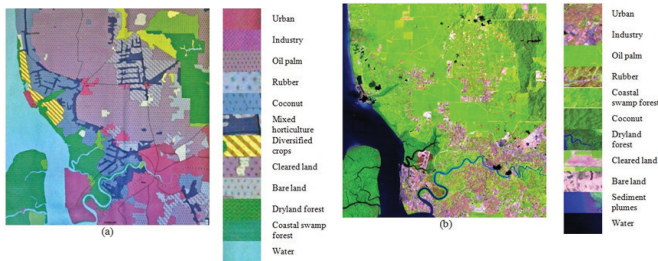 Urban
Industry
Oil palm
Rubber
Coconut
Mixed
horticulture
Diversified
crops
Cleared land
Bare land
Dryland forest
Coastal swamp
forest
Water
(a)
Urban
Industry
Oil palm
Rubber
Coastal
swamp forest
Coconut
Dryland
forest
Cleared land
Bare land
Sediment
plumes
Water
(b)